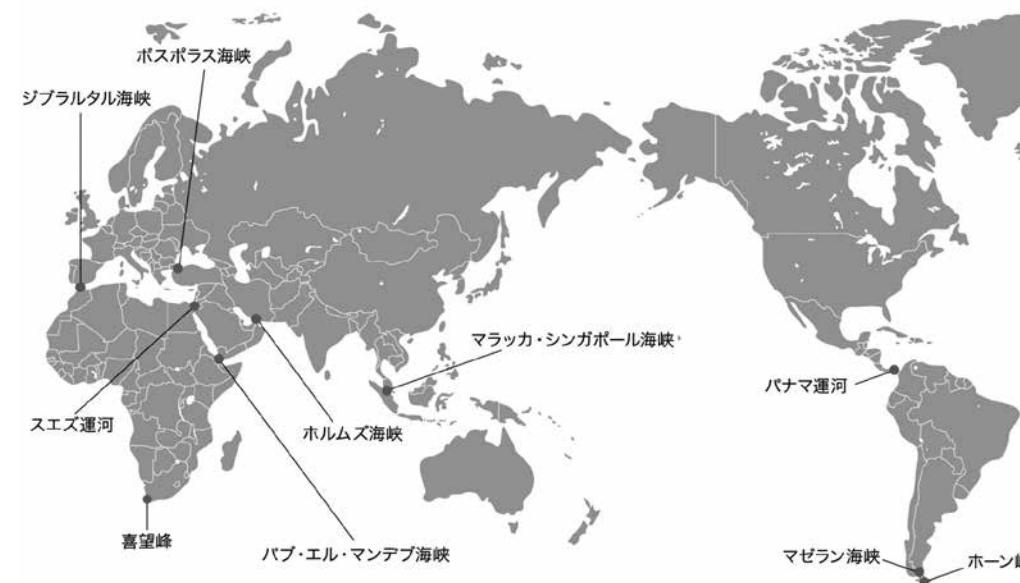 ボスポラス海峡
ジブラルタル海峡
マラッカ・シンガポール海峡
パナマ運河
スエズ運河
ホルムズ海峡
喜望峰
バブ・エル・マンデブ海峡
マゼラン海峡
ホーン